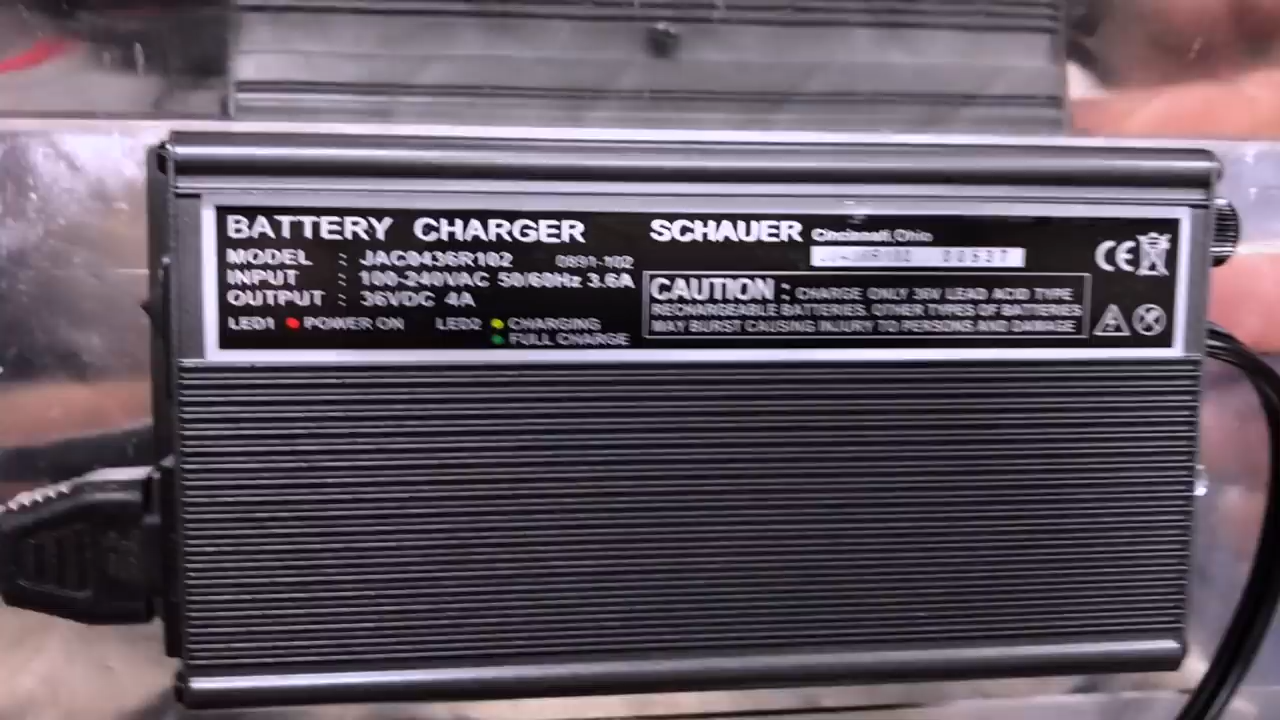 BATTERY CHARGER
MODEL : JAC0436R102 0891-102
INPUT : 100-240VAC 50/60Hz 3.6A
OUTPUT : 36VDC 4A
LED1 POWER ON LED2 CHARGING
FULL CHARGE
SCHAUER Cincinnati, Ohio
CAUTION : CHARGE ONLY 36V LEAD ACID TYPE
RECHARGEABLE BATTERIES. OTHER TYPES OF BATTERIES
MAY BURST CAUSING INJURY TO PERSONS AND DAMAGE
CE